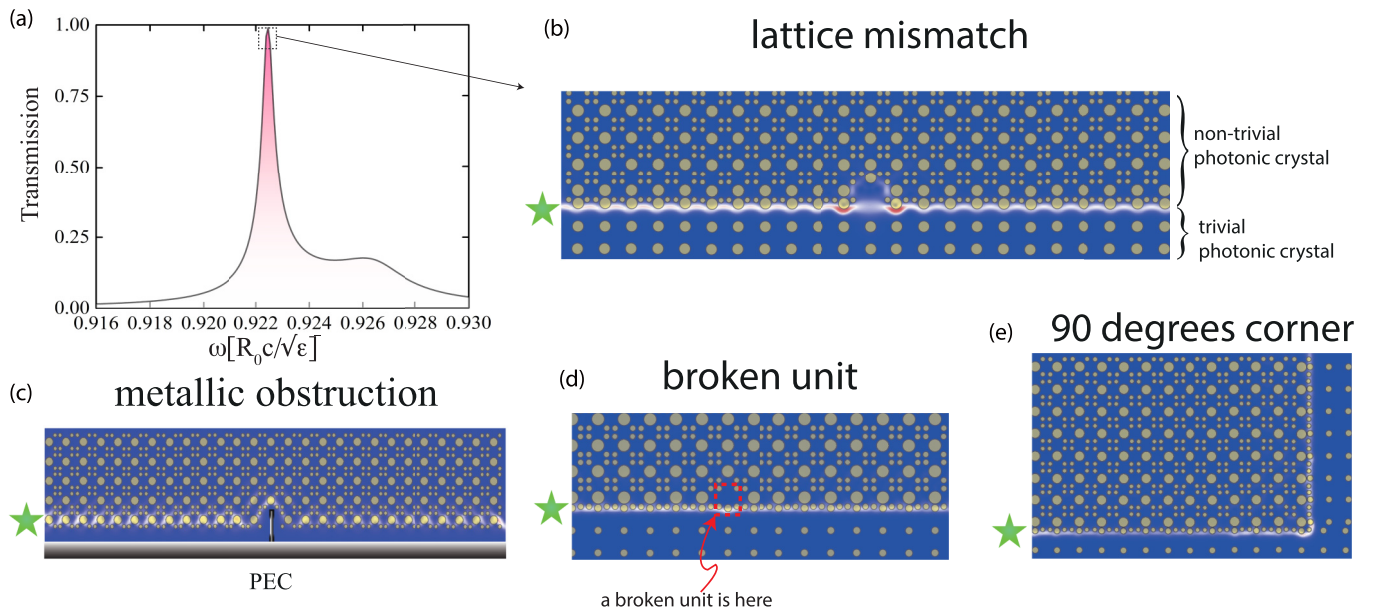 (a)
1.00
0.75
0.50
0.25
0.00
Transmission
0.916 0.918 0.920 0.922 0.924 0.926 0.928 0.930
ω[R₀c/√ε]
(b)
lattice mismatch
non-trivial
photonic crystal
trivial
photonic crystal
(c)
metallic obstruction
PEC
(d)
broken unit
a broken unit is here
(e)
90 degrees corner